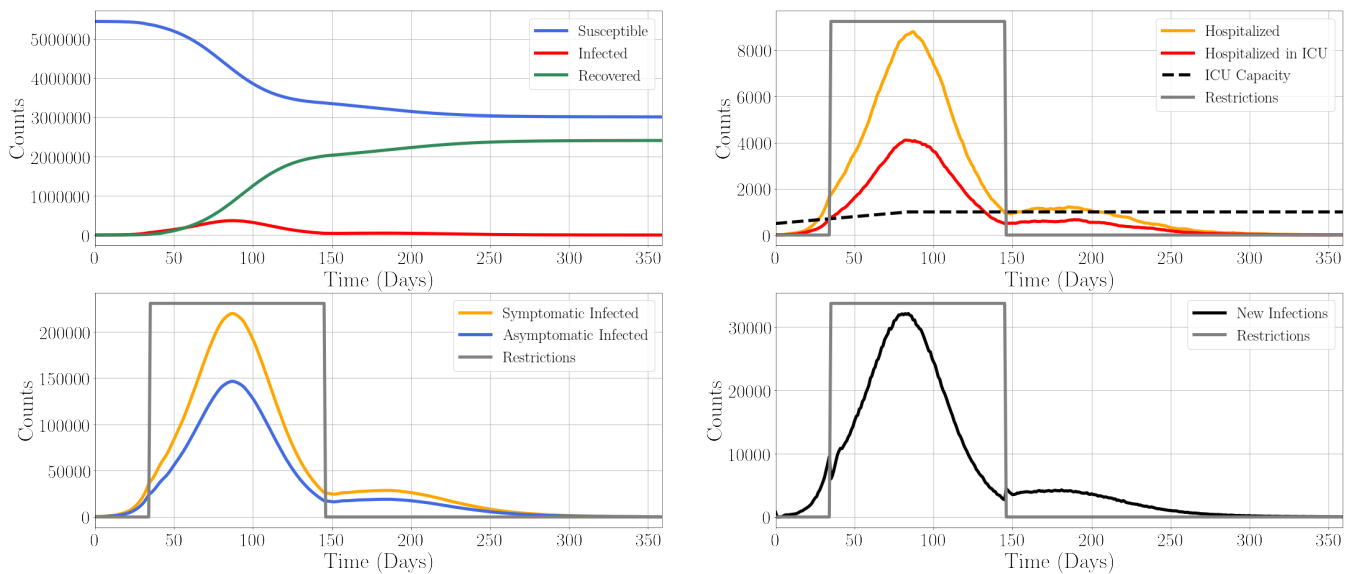 Counts
5000000
4000000
3000000
2000000
1000000
0
Susceptible
Infected
Recovered
0 50 100 150 200 250 300 350
Time (Days)
Counts
8000
6000
4000
2000
0
Hospitalized
Hospitalized in ICU
ICU Capacity
Restrictions
0 50 100 150 200 250 300 350
Time (Days)
Counts
200000
150000
100000
50000
0
Symptomatic Infected
Asymptomatic Infected
Restrictions
0 50 100 150 200 250 300 350
Time (Days)
Counts
30000
20000
10000
0
New Infections
Restrictions
0 50 100 150 200 250 300 350
Time (Days)